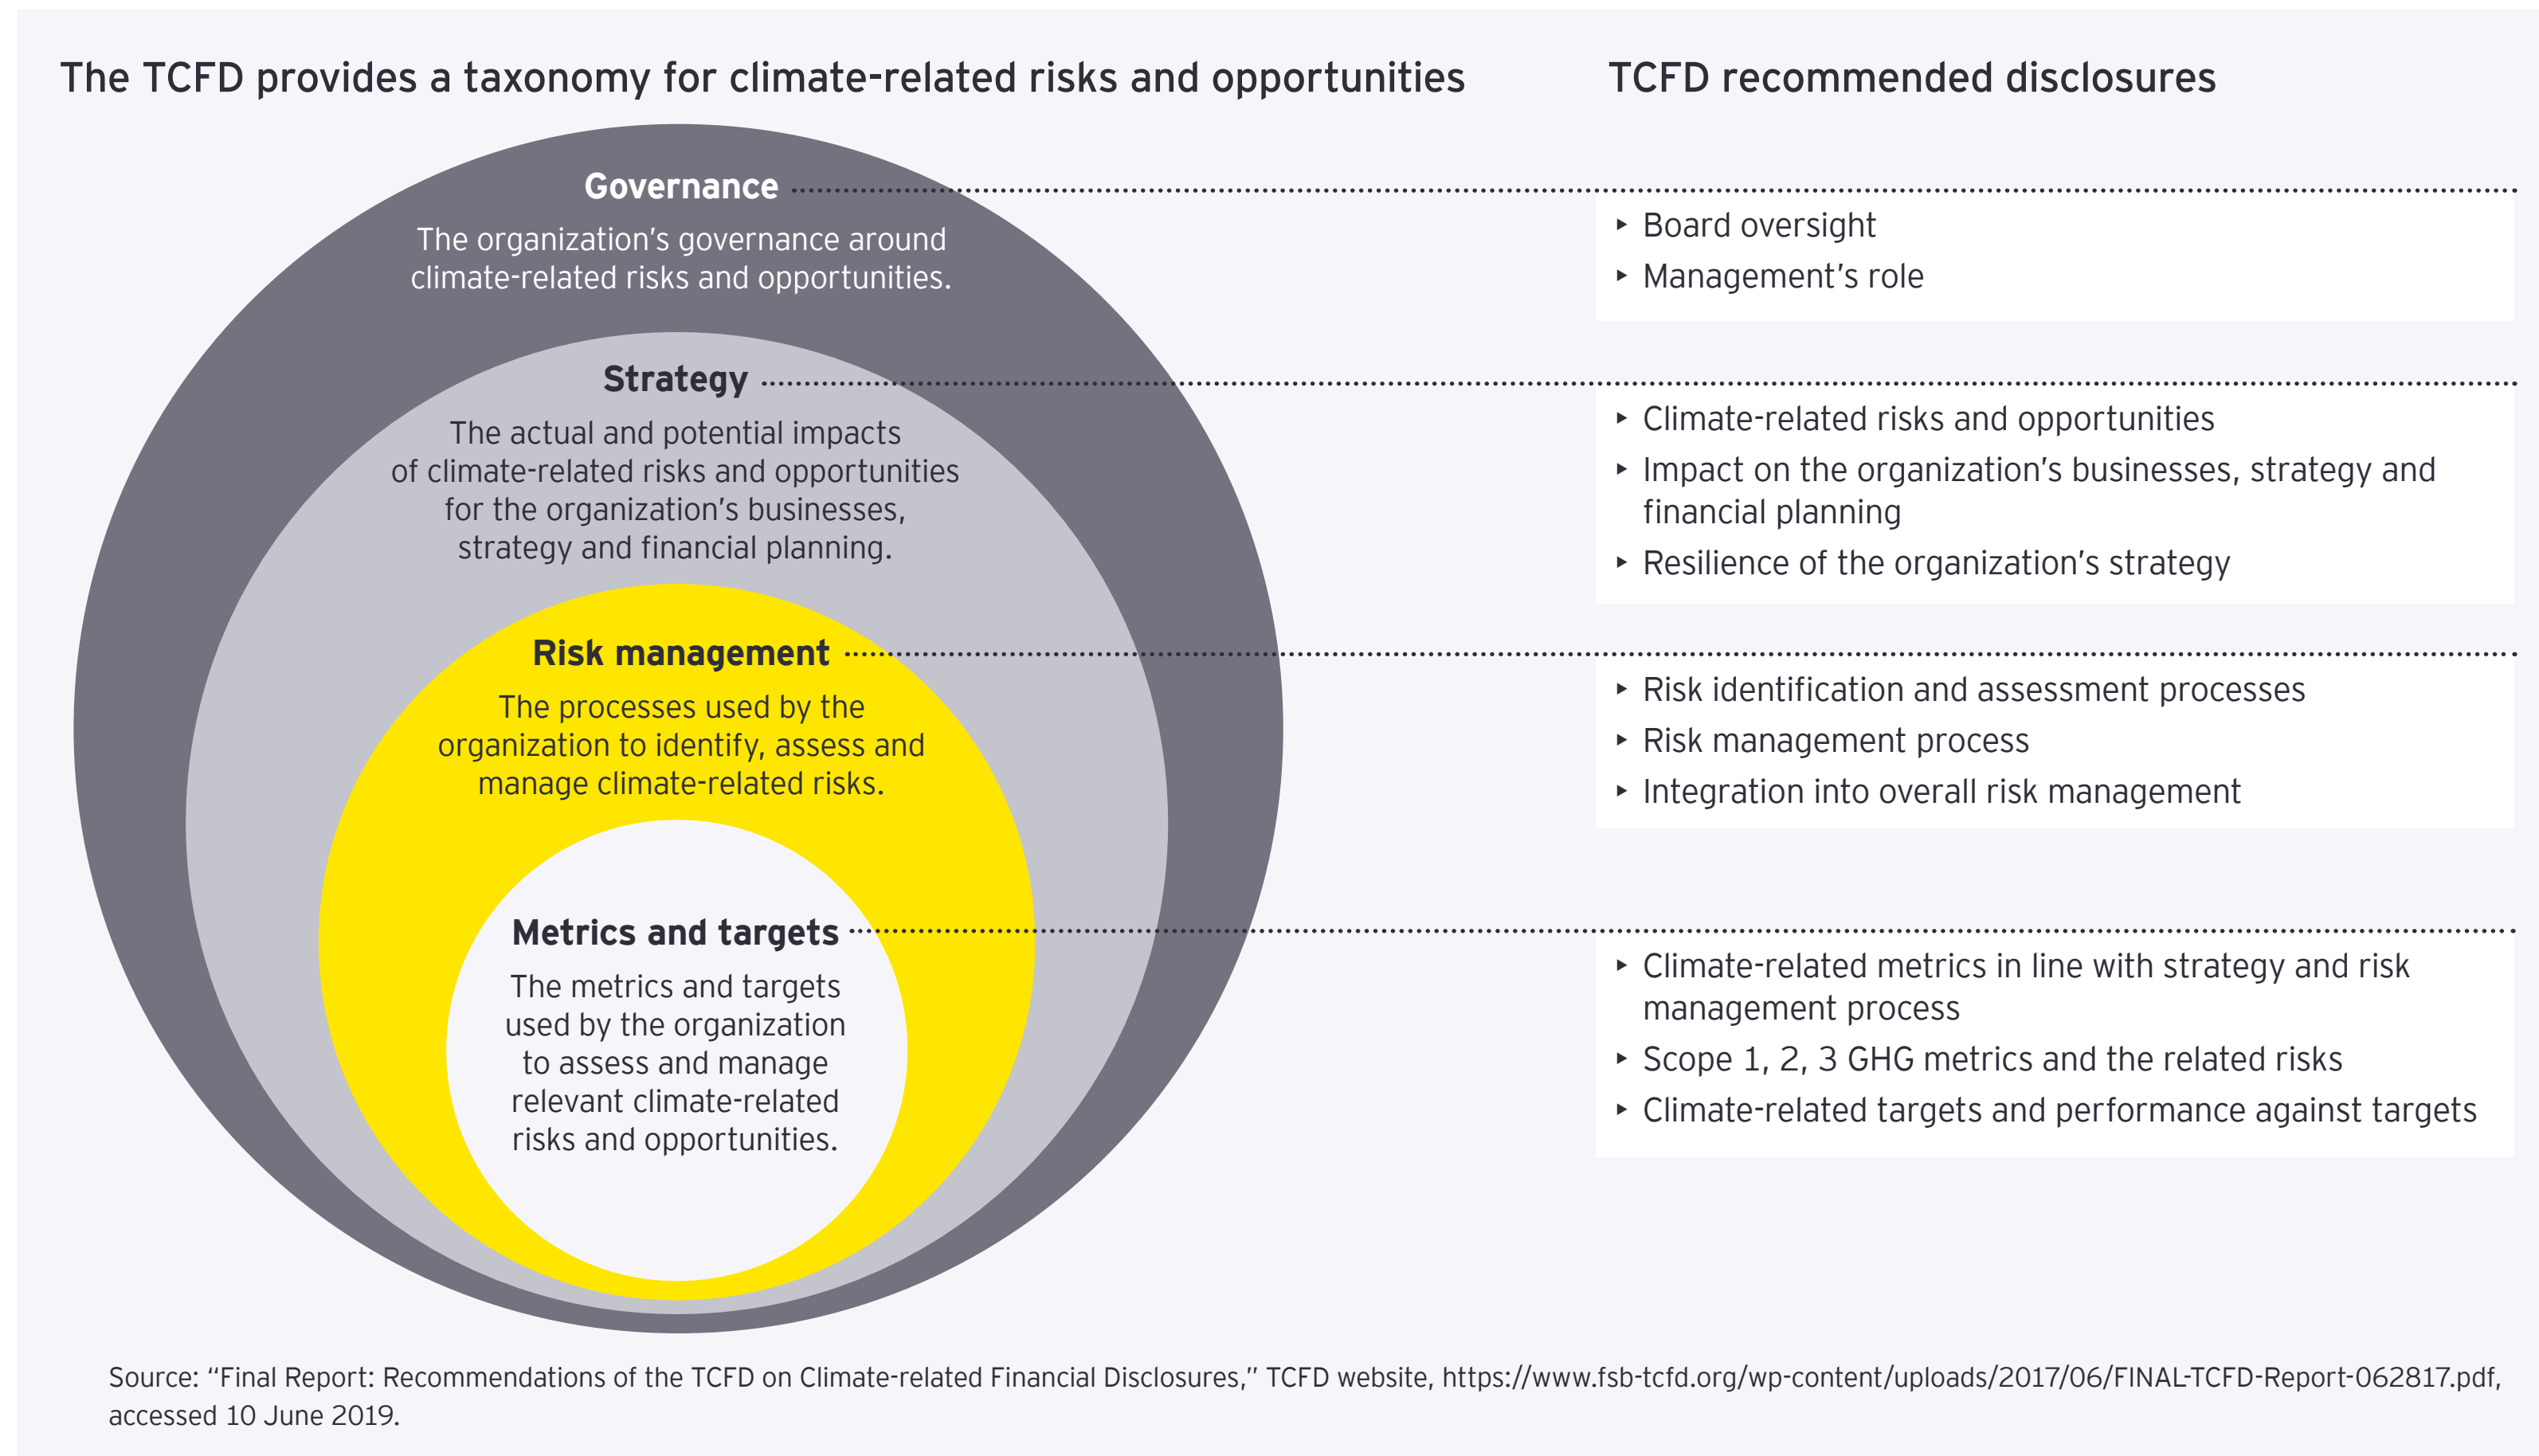 The TCFD provides a taxonomy for climate-related risks and opportunities
TCFD recommended disclosures
Governance
The organization’s governance around
climate-related risks and opportunities.
▸ Board oversight
▸ Management’s role
Strategy
The actual and potential impacts
of climate-related risks and opportunities
for the organization’s businesses,
strategy and financial planning.
▸ Climate-related risks and opportunities
▸ Impact on the organization’s businesses, strategy and
financial planning
▸ Resilience of the organization’s strategy
Risk management
The processes used by the
organization to identify, assess and
manage climate-related risks.
▸ Risk identification and assessment processes
▸ Risk management process
▸ Integration into overall risk management
Metrics and targets
The metrics and targets
used by the organization
to assess and manage
relevant climate-related
risks and opportunities.
▸ Climate-related metrics in line with strategy and risk
management process
▸ Scope 1, 2, 3 GHG metrics and the related risks
▸ Climate-related targets and performance against targets
Source: “Final Report: Recommendations of the TCFD on Climate-related Financial Disclosures,” TCFD website, https://www.fsb-tcfd.org/wp-content/uploads/2017/06/FINAL-TCFD-Report-062817.pdf,
accessed 10 June 2019.